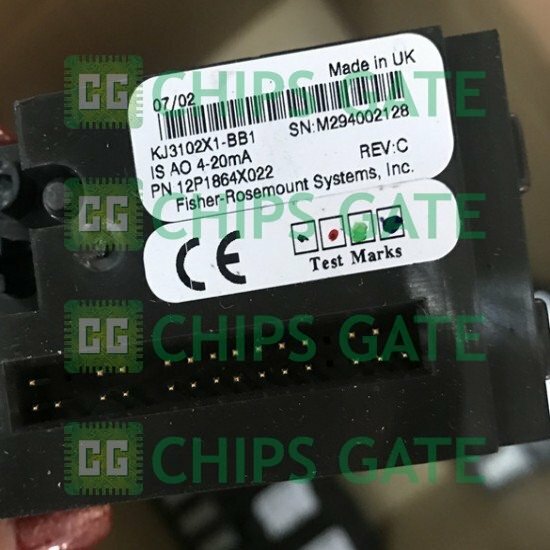 CG CHIPS GATE
07/02
Made in UK
KJ3102X1-BB1
SN:M294002128
IS AO 4-20mA
REV:C
PN 12P1864X022
Fisher-Rosemount Systems, Inc.
CG CHIPS GATE
CE
Test Marks
CG CHIPS GATE
CG CHIPS GATE